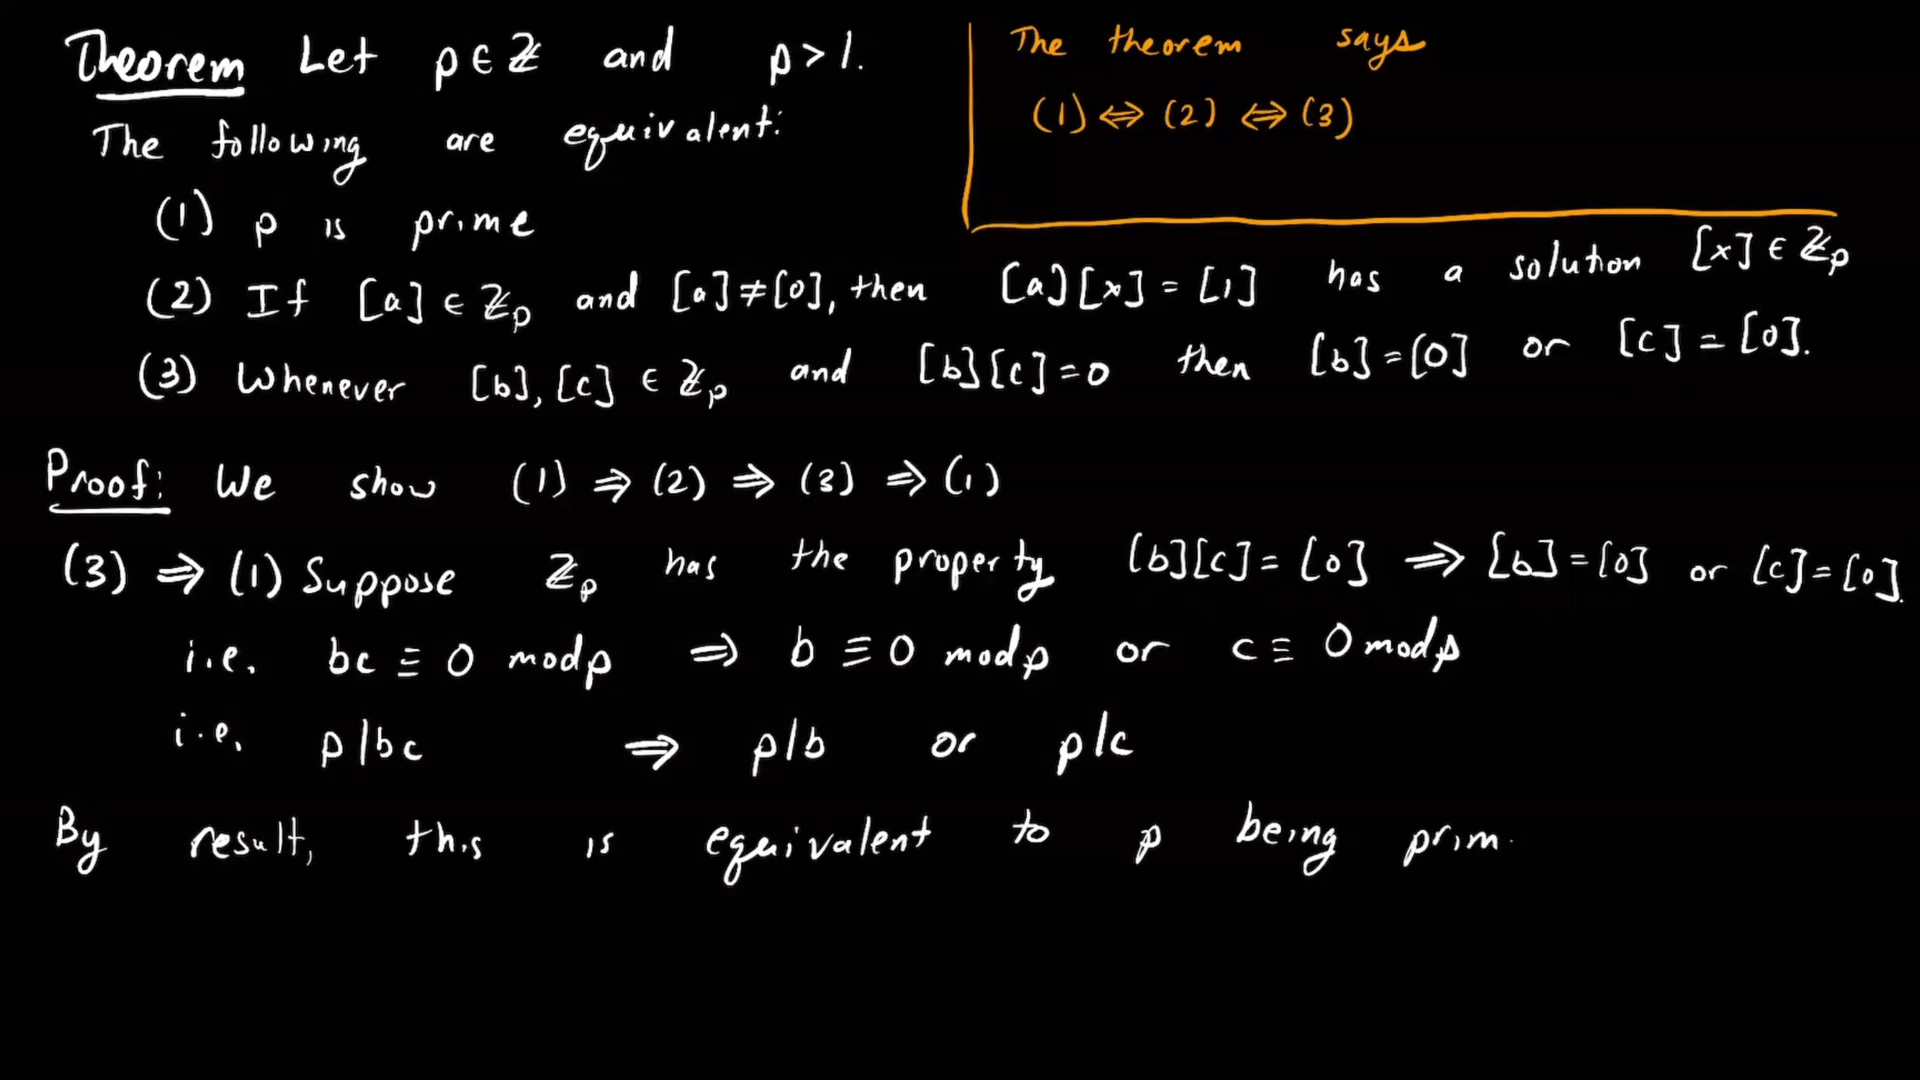 Theorem Let p ∈ ℤ and p > 1.
The following are equivalent:
The theorem says
(1) ⇔ (2) ⇔ (3)
(1) p is prime
(2) If [a] ∈ ℤₚ and [a] ≠ [0], then [a][x] = [1] has a solution [x] ∈ ℤₚ
(3) Whenever [b], [c] ∈ ℤₚ and [b][c] = 0 then [b] = [0] or [c] = [0].
Proof: We show (1) ⇒ (2) ⇒ (3) ⇒ (1)
(3) ⇒ (1) Suppose ℤₚ has the property [b][c] = [0] ⇒ [b] = [0] or [c] = [0].
i.e. bc ≡ 0 mod p ⇒ b ≡ 0 mod p or c ≡ 0 mod p
i.e. p|bc ⇒ p|b or p|c
By result, this is equivalent to p being prim